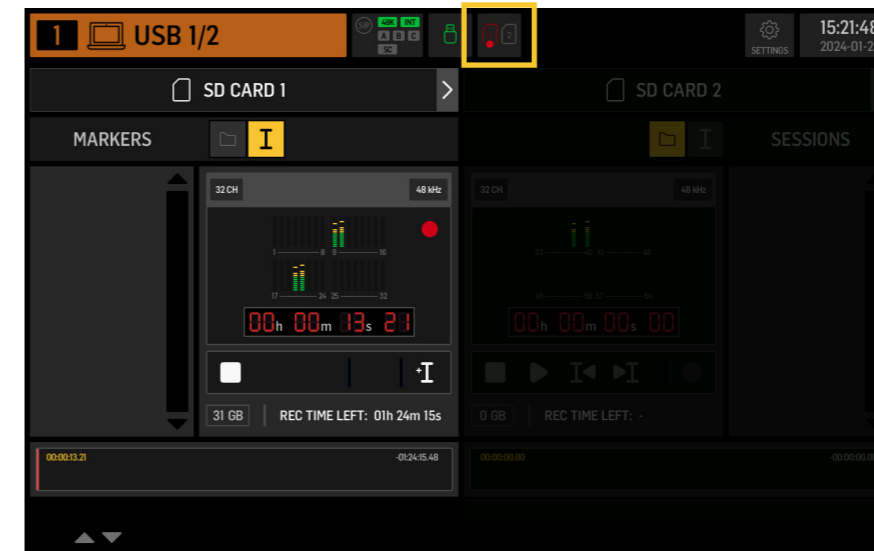 1 USB 1/2
SIP 48K INT
A B C
SC
2
SETTINGS
15:21:48
2024-01-2
SD CARD 1 >
SD CARD 2
MARKERS
SESSIONS
32 CH 48 kHz
32 CH 48 kHz
1 8 9 16
33 40 41 48
17 24 25 32
49 56 57 64
00h 00m 13s 21
00h 00m 00s 00
31 GB REC TIME LEFT: 01h 24m 15s
0 GB REC TIME LEFT: -
00:00:13.21 -01:24:15.48
00:00:00.00 -00:00:00.0